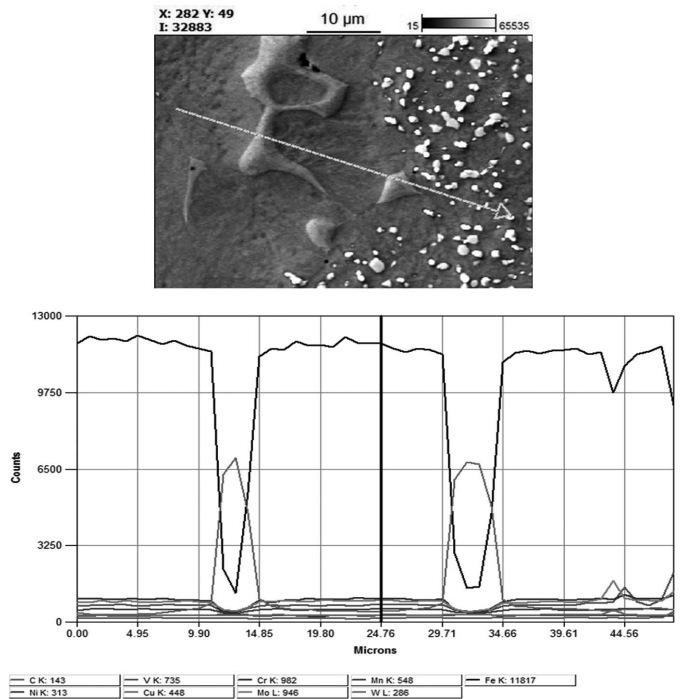 X: 282 Y: 49
I: 32883
10 µm
15 65535
13000
9750
6500
3250
0
Counts
0.00 4.95 9.90 14.85 19.80 24.76 29.71 34.66 39.61 44.56
Microns
C K: 143 V K: 735 Cr K: 982 Mn K: 548 Fe K: 11817
Ni K: 313 Cu K: 448 Mo L: 946 W L: 286